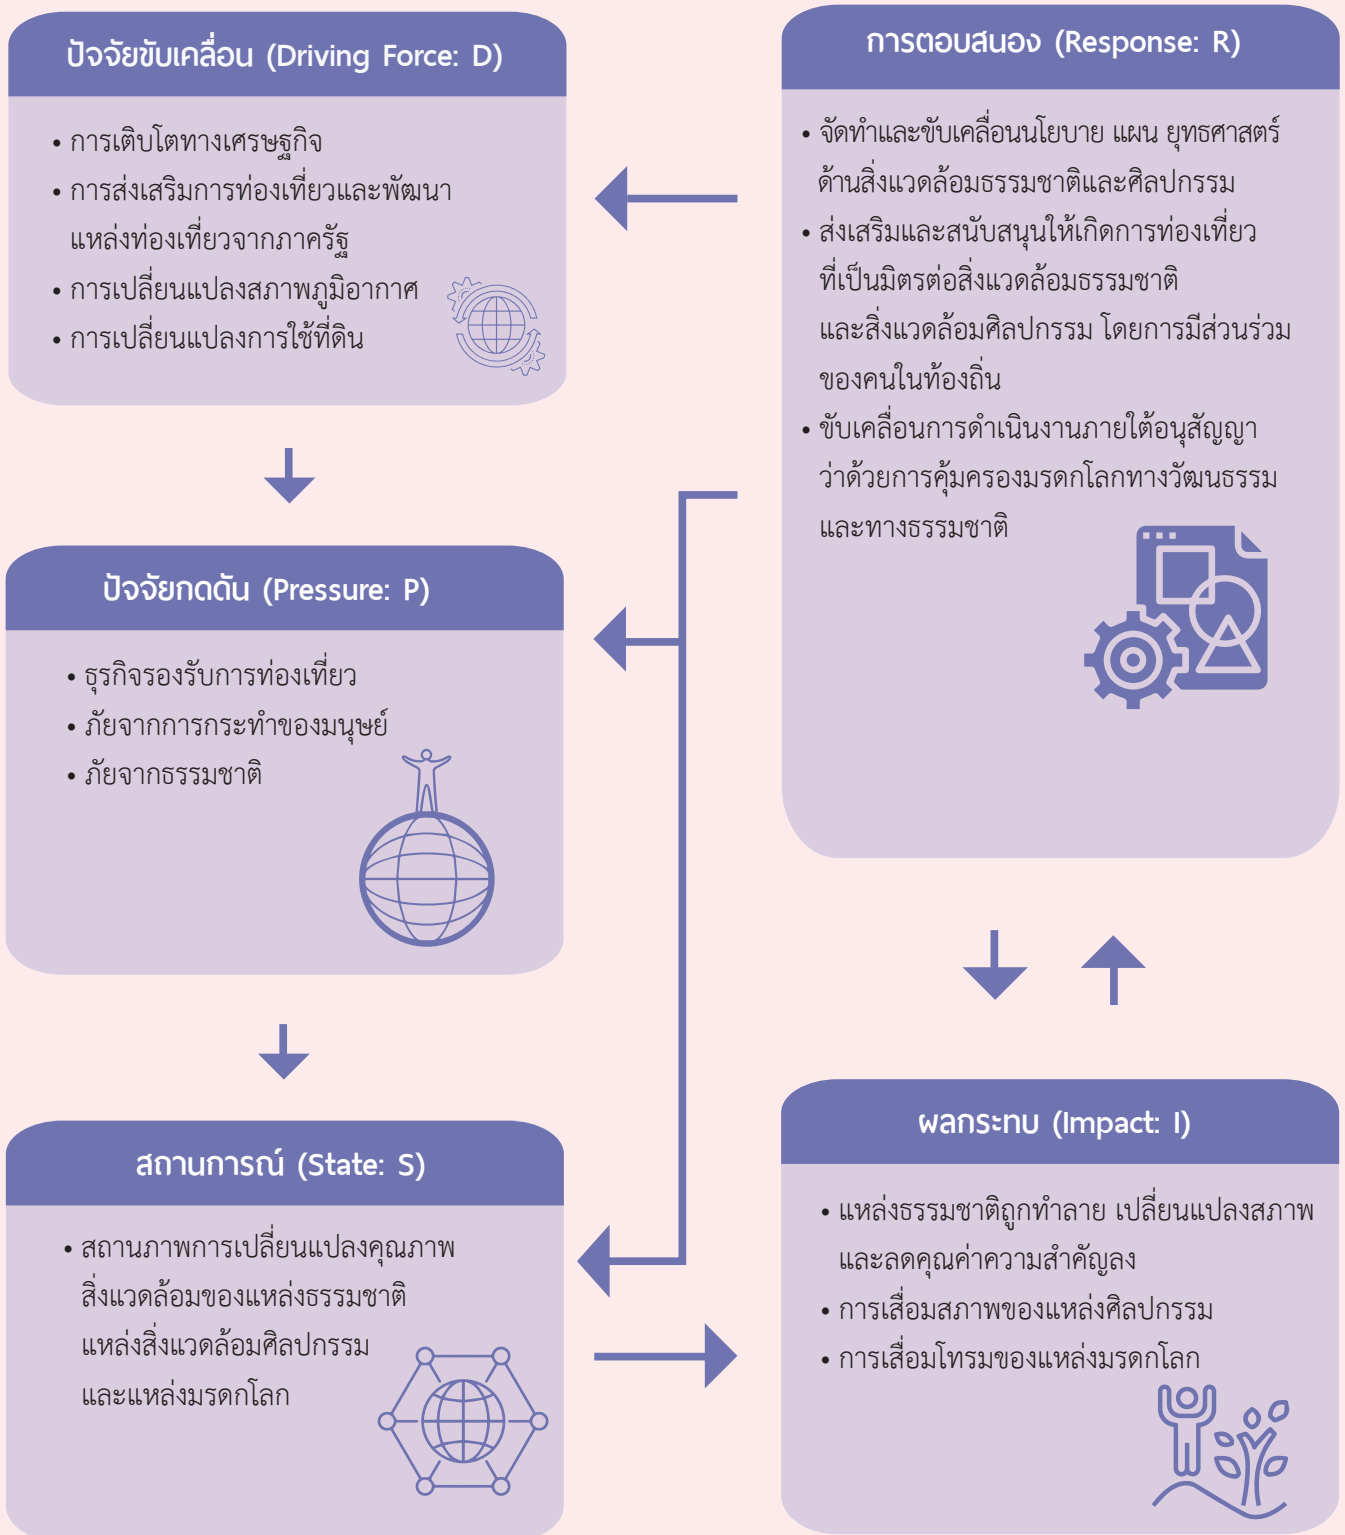 ปัจจัยขับเคลื่อน (Driving Force: D)
• การเติบโตทางเศรษฐกิจ
• การส่งเสริมการท่องเที่ยวและพัฒนา
แหล่งท่องเที่ยวจากภาครัฐ
• การเปลี่ยนแปลงสภาพภูมิอากาศ
• การเปลี่ยนแปลงการใช้ที่ดิน
ปัจจัยกดดัน (Pressure: P)
• ธุรกิจรองรับการท่องเที่ยว
• ภัยจากการกระทำของมนุษย์
• ภัยจากธรรมชาติ
สถานการณ์ (State: S)
• สถานภาพการเปลี่ยนแปลงคุณภาพ
สิ่งแวดล้อมของแหล่งธรรมชาติ
แหล่งสิ่งแวดล้อมศิลปกรรม
และแหล่งมรดกโลก
การตอบสนอง (Response: R)
• จัดทำและขับเคลื่อนนโยบาย แผน ยุทธศาสตร์
ด้านสิ่งแวดล้อมธรรมชาติและศิลปกรรม
• ส่งเสริมและสนับสนุนให้เกิดการท่องเที่ยว
ที่เป็นมิตรต่อสิ่งแวดล้อมธรรมชาติ
และสิ่งแวดล้อมศิลปกรรม โดยการมีส่วนร่วม
ของคนในท้องถิ่น
• ขับเคลื่อนการดำเนินงานภายใต้อนุสัญญา
ว่าด้วยการคุ้มครองมรดกโลกทางวัฒนธรรม
และทางธรรมชาติ
ผลกระทบ (Impact: I)
• แหล่งธรรมชาติถูกทำลาย เปลี่ยนแปลงสภาพ
และลดคุณค่าความสำคัญลง
• การเสื่อมสภาพของแหล่งศิลปกรรม
• การเสื่อมโทรมของแหล่งมรดกโลก